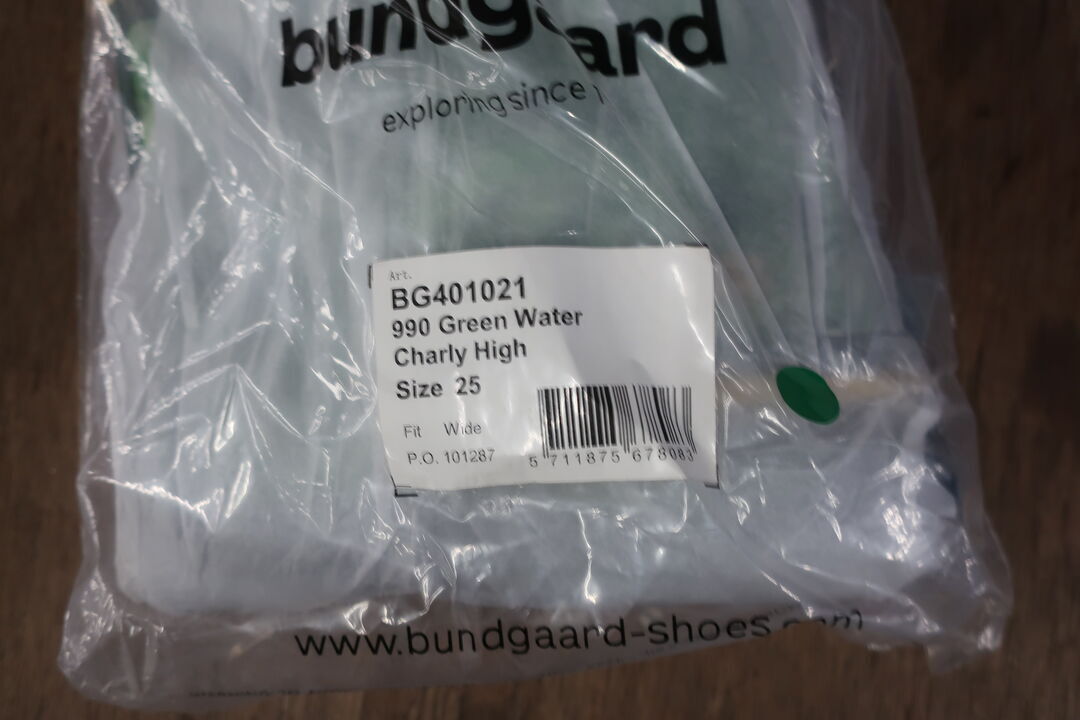 bundgaard
exploring since
Art.
BG401021
990 Green Water
Charly High
Size 25
Fit Wide
P.O. 101287
5 711875 678083
www.bundgaard-shoes.com